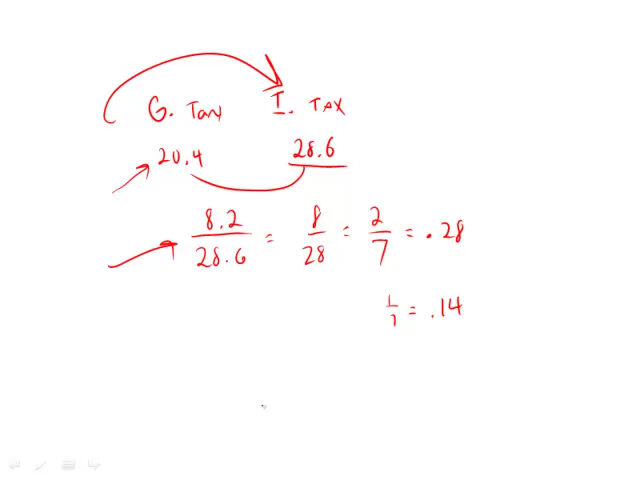 G. Tax I. TAX
20.4 28.6
8.2/28.6 = 8/28 = 2/7 = .28
1/7 = .14